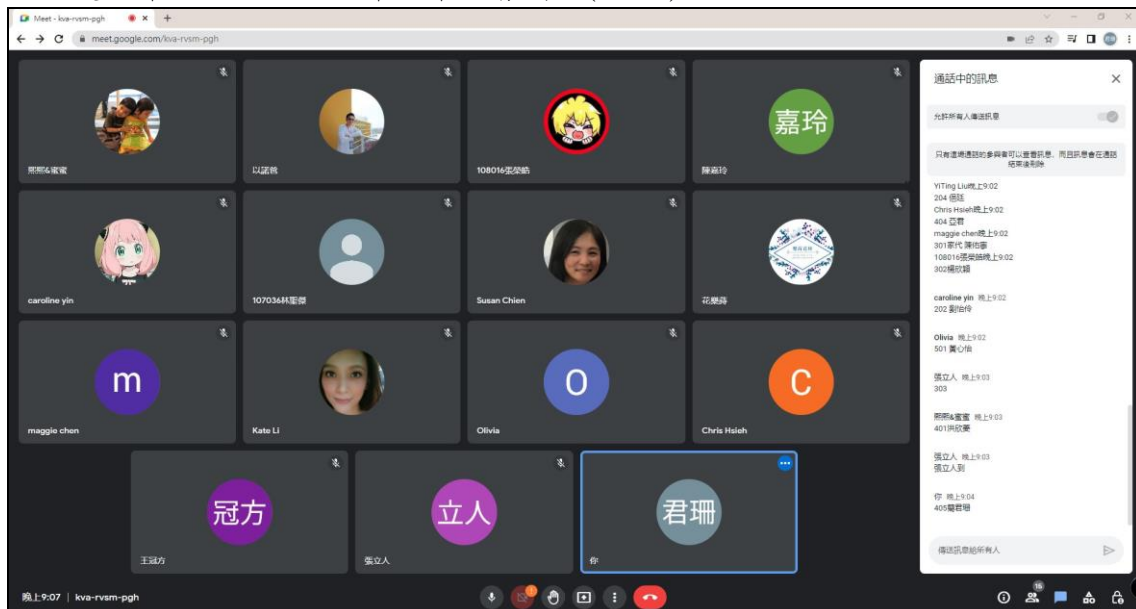 Meet - kva-rvsm-pgh
meet.google.com/kva-rvsm-pgh
熙熙&蜜蜜
108016張榮皓
嘉玲
陳嘉玲
caroline yin
107036林聖傑
Susan Chien
m
maggie chen
Kate Li
O
Olivia
C
Chris Hsieh
冠方
王冠方
立人
張立人
君珊
你
通話中的訊息
允許所有人傳送訊息
只有這場通話的參與者可以查看訊息，而且訊息會在通話
結束後刪除
YiTing Liu晚上9:02
204
Chris Hsieh晚上9:02
404 亞君
maggie chen晚上9:02
301家代 陳
108016張榮皓晚上9:02
302楊欣穎
caroline yin 晚上9:02
202 劉怡伶
Olivia 晚上9:02
501 黃心怡
張立人 晚上9:03
303
熙熙&蜜蜜 晚上9:03
401洪欣
張立人 晚上9:03
張立人到
你 晚上9:04
405簡君珊
傳送訊息給所有人
晚上9:07 | kva-rvsm-pgh
16